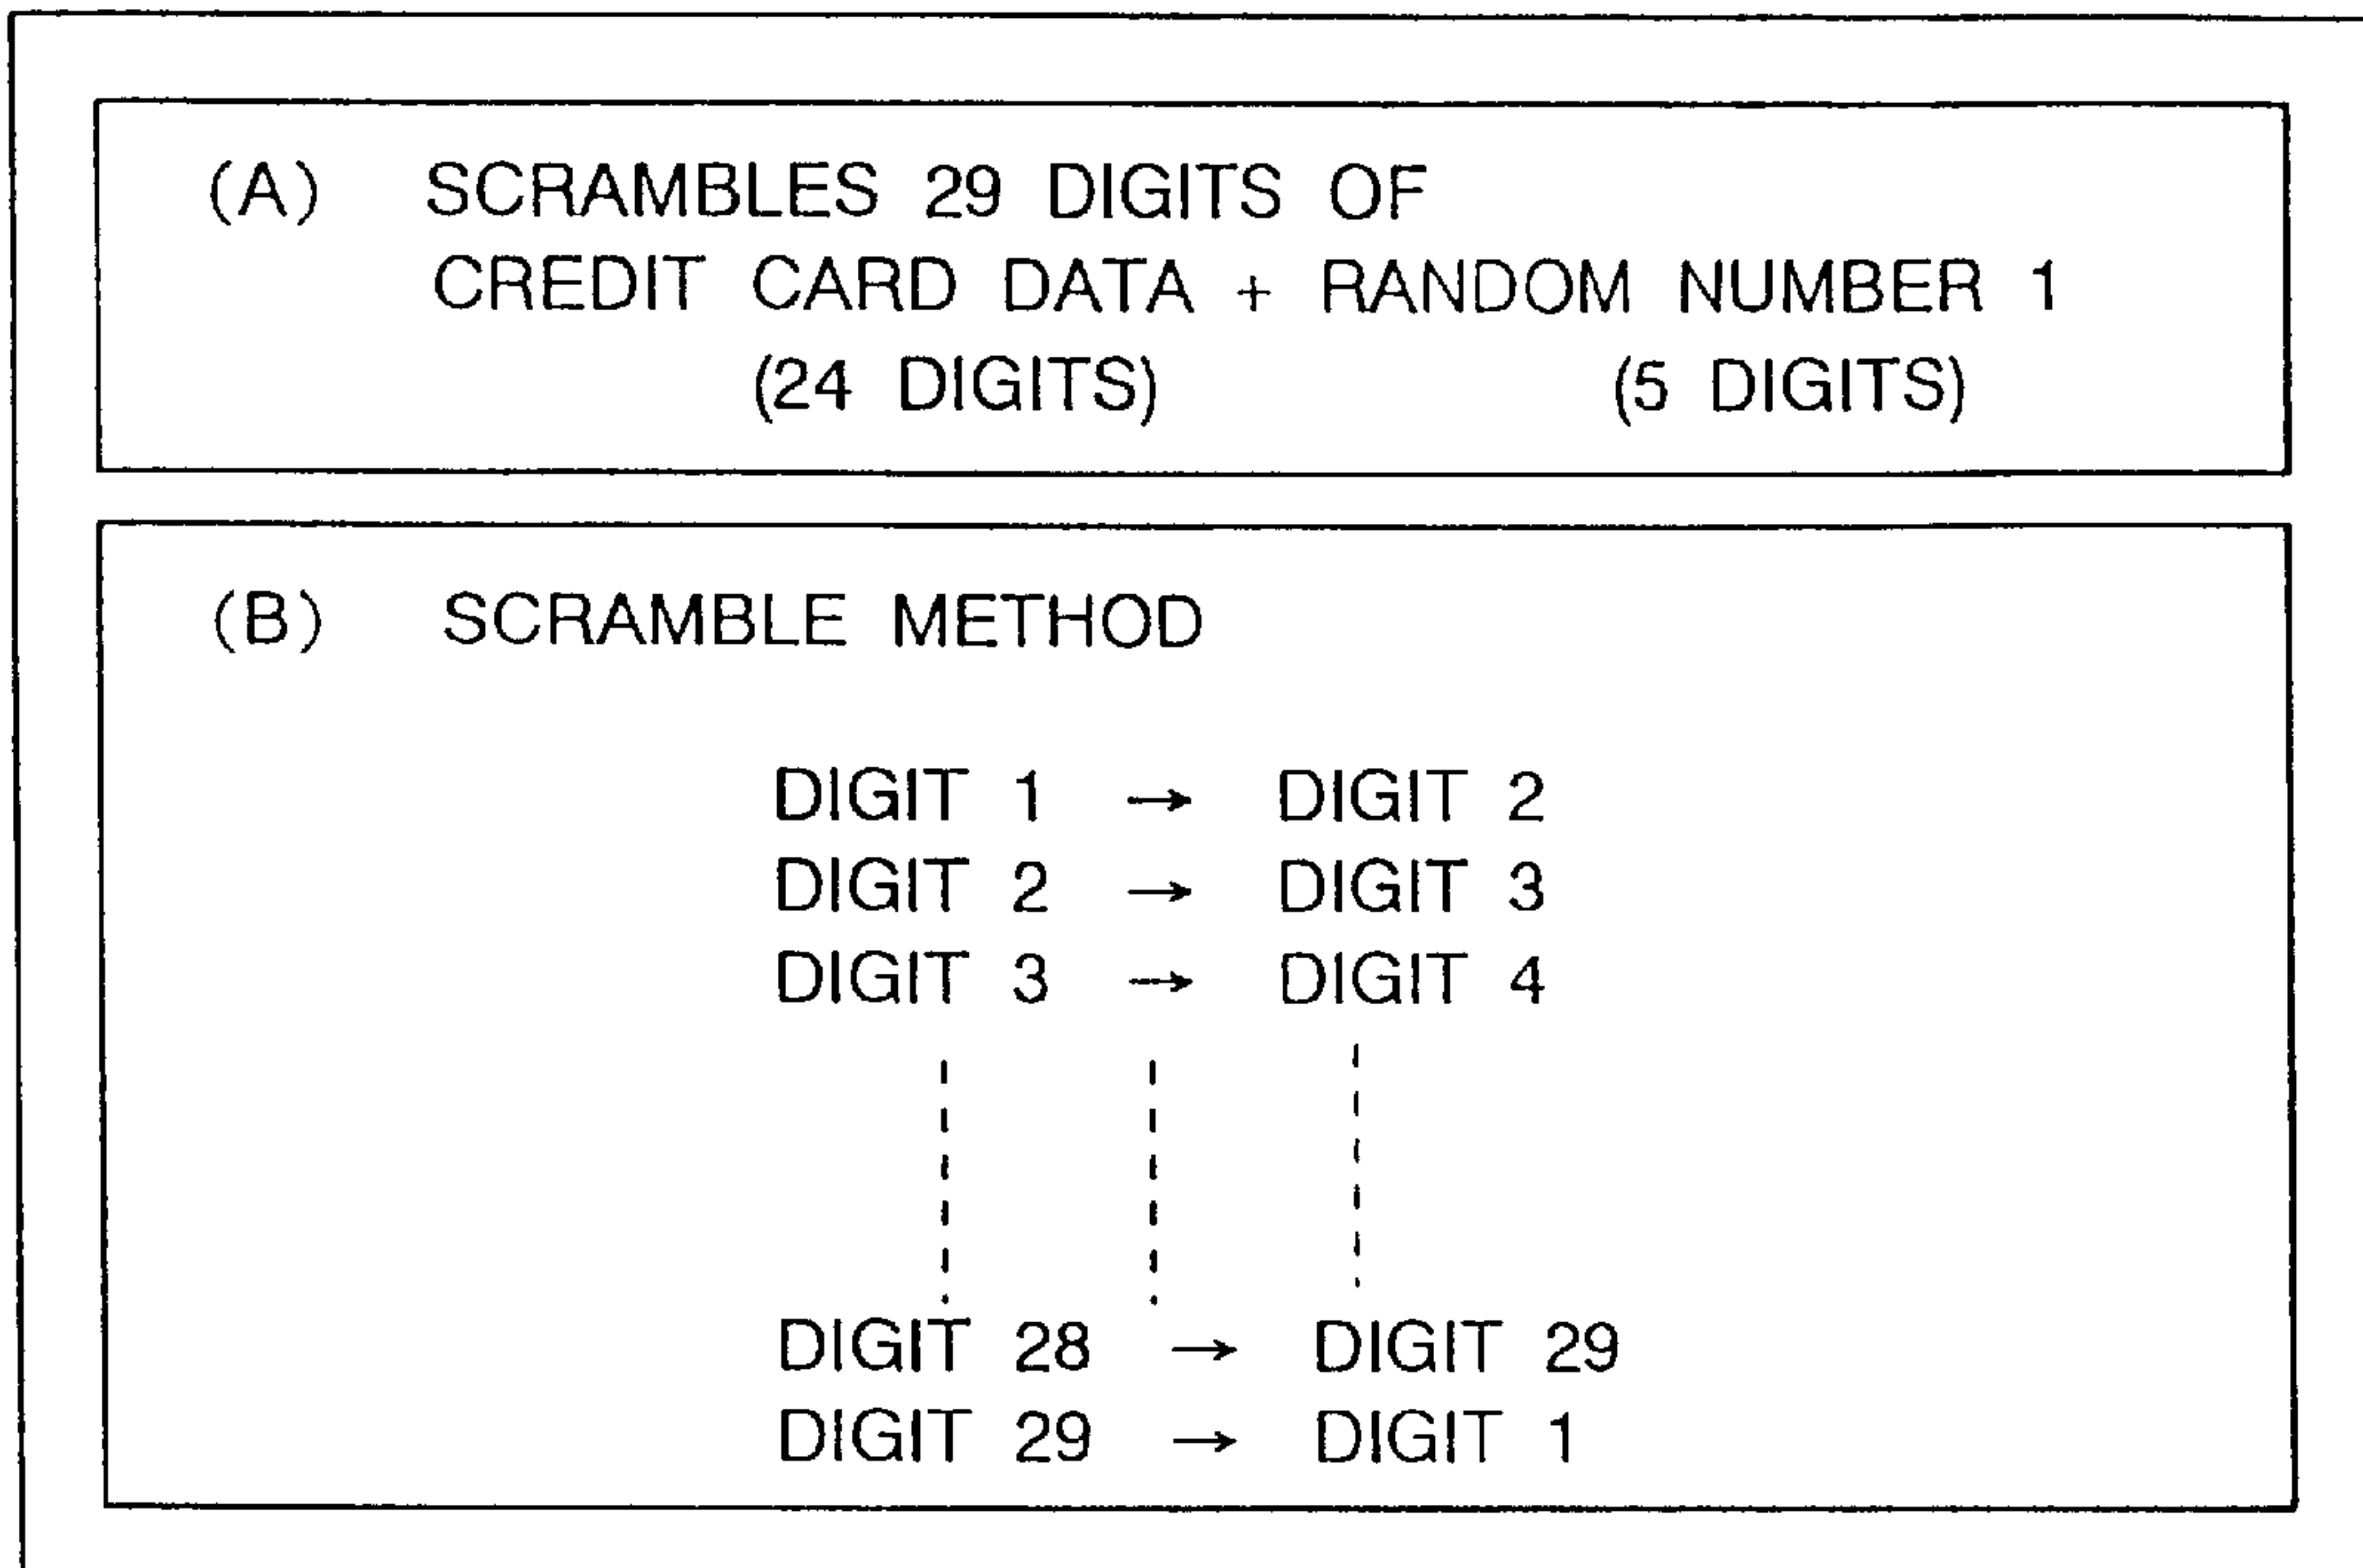 (A) SCRAMBLES 29 DIGITS OF
CREDIT CARD DATA + RANDOM NUMBER 1
(24 DIGITS) (5 DIGITS)
(B) SCRAMBLE METHOD
DIGIT 1 → DIGIT 2
DIGIT 2 → DIGIT 3
DIGIT 3 → DIGIT 4
DIGIT 28 → DIGIT 29
DIGIT 29 → DIGIT 1